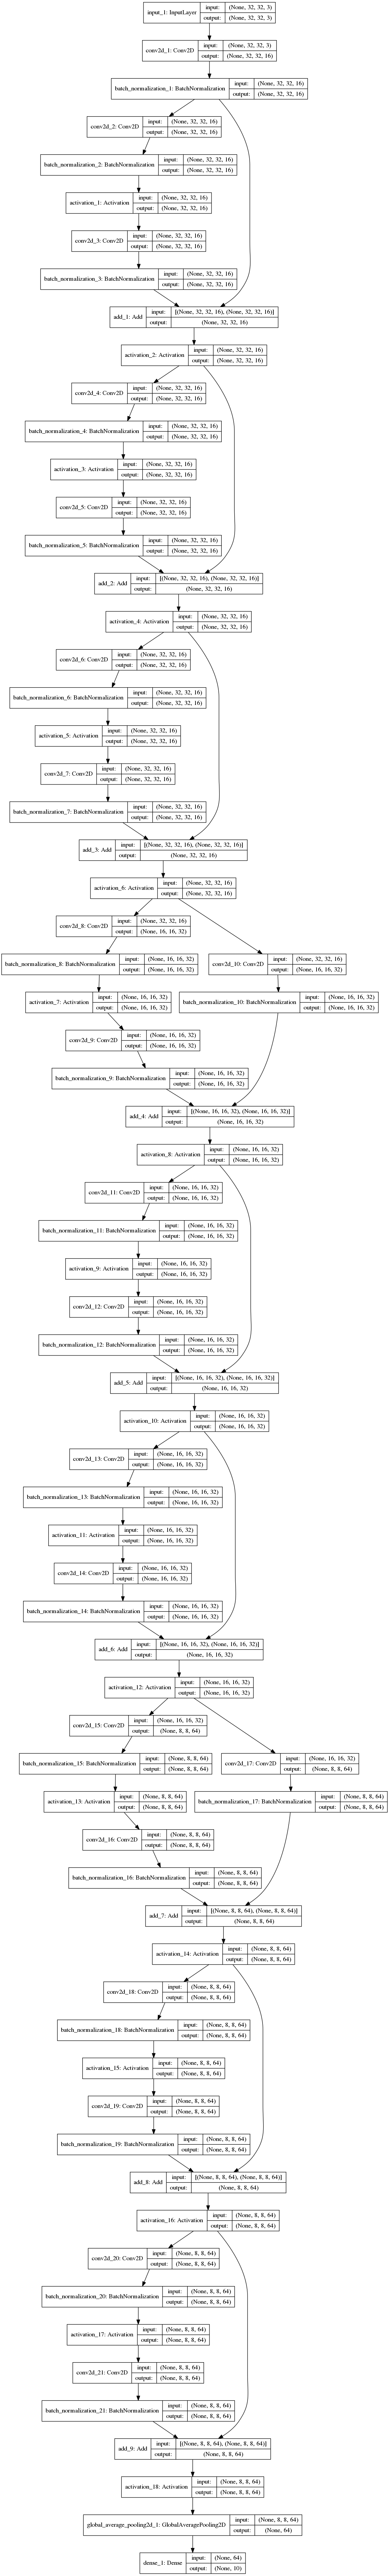 input_1: InputLayer
input: (None, 32, 32, 3)
output: (None, 32, 32, 3)
conv2d_1: Conv2D
input: (None, 32, 32, 3)
output: (None, 32, 32, 16)
batch_normalization_1: BatchNormalization
input: (None, 32, 32, 16)
output: (None, 32, 32, 16)
conv2d_2: Conv2D
input: (None, 32, 32, 16)
output: (None, 32, 32, 16)
batch_normalization_2: BatchNormalization
input: (None, 32, 32, 16)
output: (None, 32, 32, 16)
activation_1: Activation
input: (None, 32, 32, 16)
output: (None, 32, 32, 16)
conv2d_3: Conv2D
input: (None, 32, 32, 16)
output: (None, 32, 32, 16)
batch_normalization_3: BatchNormalization
input: (None, 32, 32, 16)
output: (None, 32, 32, 16)
add_1: Add
input: [(None, 32, 32, 16), (None, 32, 32, 16)]
output: (None, 32, 32, 16)
activation_2: Activation
input: (None, 32, 32, 16)
output: (None, 32, 32, 16)
conv2d_4: Conv2D
input: (None, 32, 32, 16)
output: (None, 32, 32, 16)
batch_normalization_4: BatchNormalization
input: (None, 32, 32, 16)
output: (None, 32, 32, 16)
activation_3: Activation
input: (None, 32, 32, 16)
output: (None, 32, 32, 16)
conv2d_5: Conv2D
input: (None, 32, 32, 16)
output: (None, 32, 32, 16)
batch_normalization_5: BatchNormalization
input: (None, 32, 32, 16)
output: (None, 32, 32, 16)
add_2: Add
input: [(None, 32, 32, 16), (None, 32, 32, 16)]
output: (None, 32, 32, 16)
activation_4: Activation
input: (None, 32, 32, 16)
output: (None, 32, 32, 16)
conv2d_6: Conv2D
input: (None, 32, 32, 16)
output: (None, 32, 32, 16)
batch_normalization_6: BatchNormalization
input: (None, 32, 32, 16)
output: (None, 32, 32, 16)
activation_5: Activation
input: (None, 32, 32, 16)
output: (None, 32, 32, 16)
conv2d_7: Conv2D
input: (None, 32, 32, 16)
output: (None, 32, 32, 16)
batch_normalization_7: BatchNormalization
input: (None, 32, 32, 16)
output: (None, 32, 32, 16)
add_3: Add
input: [(None, 32, 32, 16), (None, 32, 32, 16)]
output: (None, 32, 32, 16)
activation_6: Activation
input: (None, 32, 32, 16)
output: (None, 32, 32, 16)
conv2d_8: Conv2D
input: (None, 32, 32, 16)
output: (None, 16, 16, 32)
batch_normalization_8: BatchNormalization
input: (None, 16, 16, 32)
output: (None, 16, 16, 32)
conv2d_10: Conv2D
input: (None, 32, 32, 16)
output: (None, 16, 16, 32)
activation_7: Activation
input: (None, 16, 16, 32)
output: (None, 16, 16, 32)
batch_normalization_10: BatchNormalization
input: (None, 16, 16, 32)
output: (None, 16, 16, 32)
conv2d_9: Conv2D
input: (None, 16, 16, 32)
output: (None, 16, 16, 32)
batch_normalization_9: BatchNormalization
input: (None, 16, 16, 32)
output: (None, 16, 16, 32)
add_4: Add
input: [(None, 16, 16, 32), (None, 16, 16, 32)]
output: (None, 16, 16, 32)
activation_8: Activation
input: (None, 16, 16, 32)
output: (None, 16, 16, 32)
conv2d_11: Conv2D
input: (None, 16, 16, 32)
output: (None, 16, 16, 32)
batch_normalization_11: BatchNormalization
input: (None, 16, 16, 32)
output: (None, 16, 16, 32)
activation_9: Activation
input: (None, 16, 16, 32)
output: (None, 16, 16, 32)
conv2d_12: Conv2D
input: (None, 16, 16, 32)
output: (None, 16, 16, 32)
batch_normalization_12: BatchNormalization
input: (None, 16, 16, 32)
output: (None, 16, 16, 32)
add_5: Add
input: [(None, 16, 16, 32), (None, 16, 16, 32)]
output: (None, 16, 16, 32)
activation_10: Activation
input: (None, 16, 16, 32)
output: (None, 16, 16, 32)
conv2d_13: Conv2D
input: (None, 16, 16, 32)
output: (None, 16, 16, 32)
batch_normalization_13: BatchNormalization
input: (None, 16, 16, 32)
output: (None, 16, 16, 32)
activation_11: Activation
input: (None, 16, 16, 32)
output: (None, 16, 16, 32)
conv2d_14: Conv2D
input: (None, 16, 16, 32)
output: (None, 16, 16, 32)
batch_normalization_14: BatchNormalization
input: (None, 16, 16, 32)
output: (None, 16, 16, 32)
add_6: Add
input: [(None, 16, 16, 32), (None, 16, 16, 32)]
output: (None, 16, 16, 32)
activation_12: Activation
input: (None, 16, 16, 32)
output: (None, 16, 16, 32)
conv2d_15: Conv2D
input: (None, 16, 16, 32)
output: (None, 8, 8, 64)
batch_normalization_15: BatchNormalization
input: (None, 8, 8, 64)
output: (None, 8, 8, 64)
conv2d_17: Conv2D
input: (None, 16, 16, 32)
output: (None, 8, 8, 64)
activation_13: Activation
input: (None, 8, 8, 64)
output: (None, 8, 8, 64)
batch_normalization_17: BatchNormalization
input: (None, 8, 8, 64)
output: (None, 8, 8, 64)
conv2d_16: Conv2D
input: (None, 8, 8, 64)
output: (None, 8, 8, 64)
batch_normalization_16: BatchNormalization
input: (None, 8, 8, 64)
output: (None, 8, 8, 64)
add_7: Add
input: [(None, 8, 8, 64), (None, 8, 8, 64)]
output: (None, 8, 8, 64)
activation_14: Activation
input: (None, 8, 8, 64)
output: (None, 8, 8, 64)
conv2d_18: Conv2D
input: (None, 8, 8, 64)
output: (None, 8, 8, 64)
batch_normalization_18: BatchNormalization
input: (None, 8, 8, 64)
output: (None, 8, 8, 64)
activation_15: Activation
input: (None, 8, 8, 64)
output: (None, 8, 8, 64)
conv2d_19: Conv2D
input: (None, 8, 8, 64)
output: (None, 8, 8, 64)
batch_normalization_19: BatchNormalization
input: (None, 8, 8, 64)
output: (None, 8, 8, 64)
add_8: Add
input: [(None, 8, 8, 64), (None, 8, 8, 64)]
output: (None, 8, 8, 64)
activation_16: Activation
input: (None, 8, 8, 64)
output: (None, 8, 8, 64)
conv2d_20: Conv2D
input: (None, 8, 8, 64)
output: (None, 8, 8, 64)
batch_normalization_20: BatchNormalization
input: (None, 8, 8, 64)
output: (None, 8, 8, 64)
activation_17: Activation
input: (None, 8, 8, 64)
output: (None, 8, 8, 64)
conv2d_21: Conv2D
input: (None, 8, 8, 64)
output: (None, 8, 8, 64)
batch_normalization_21: BatchNormalization
input: (None, 8, 8, 64)
output: (None, 8, 8, 64)
add_9: Add
input: [(None, 8, 8, 64), (None, 8, 8, 64)]
output: (None, 8, 8, 64)
activation_18: Activation
input: (None, 8, 8, 64)
output: (None, 8, 8, 64)
global_average_pooling2d_1: GlobalAveragePooling2D
input: (None, 8, 8, 64)
output: (None, 64)
dense_1: Dense
input: (None, 64)
output: (None, 10)